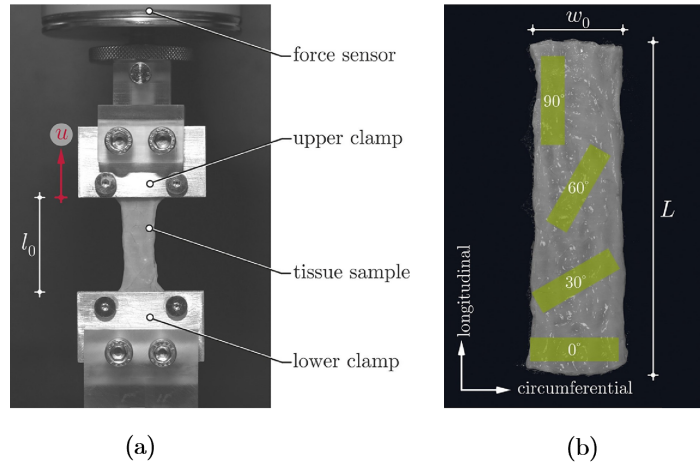 force sensor
u
upper clamp
l₀
tissue sample
lower clamp
(a)
w₀
90°
60°
L
30°
0°
longitudinal
circumferential
(b)